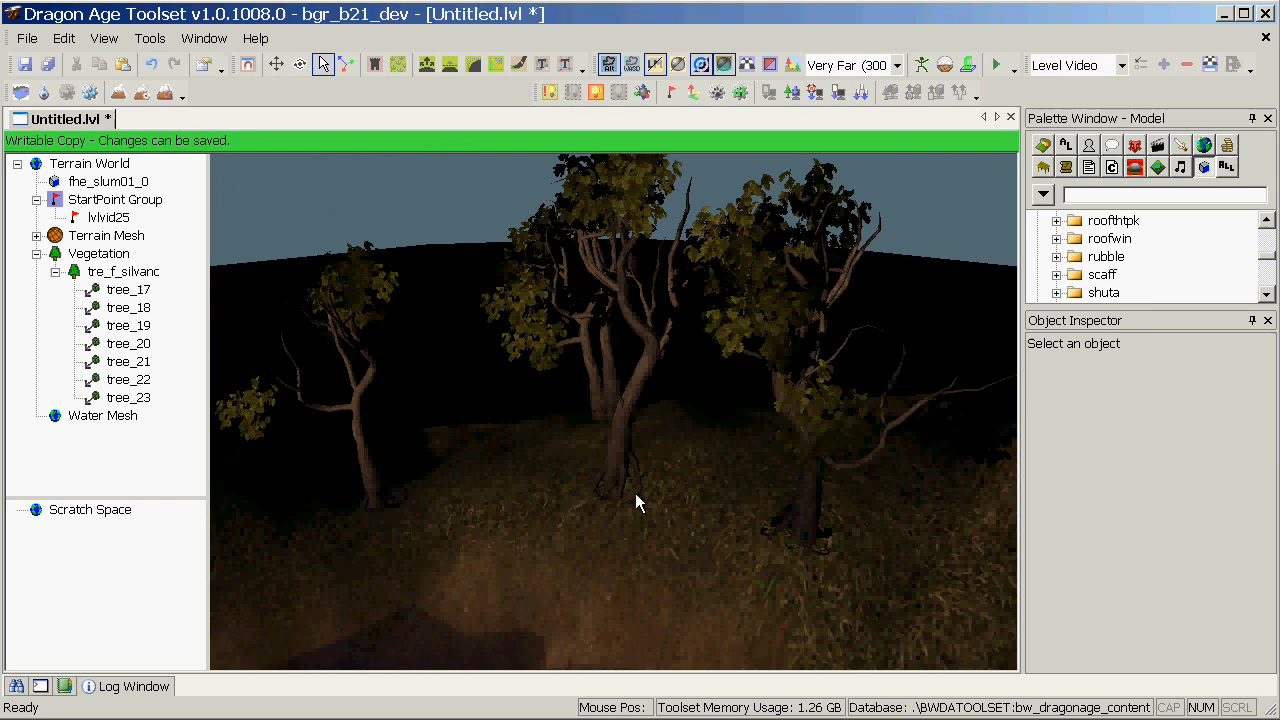 Dragon Age Toolset v1.0.1008.0 - bgr_b21_dev - [Untitled.lvl *]
File Edit View Tools Window Help
Very Far (300
Level Video
Untitled.lvl *
Writable Copy - Changes can be saved.
Terrain World
fhe_slum01_0
StartPoint Group
lvlvid25
Terrain Mesh
Vegetation
tre_f_silvanc
tree_17
tree_18
tree_19
tree_20
tree_21
tree_22
tree_23
Water Mesh
Scratch Space
Palette Window - Model
roofthtpk
roofwin
rubble
scaff
shuta
Object Inspector
Select an object
Log Window
Ready
Mouse Pos:
Toolset Memory Usage: 1.26 GB
Database: .\BWDATOOLSET:bw_dragonage_content
CAP NUM SCRL